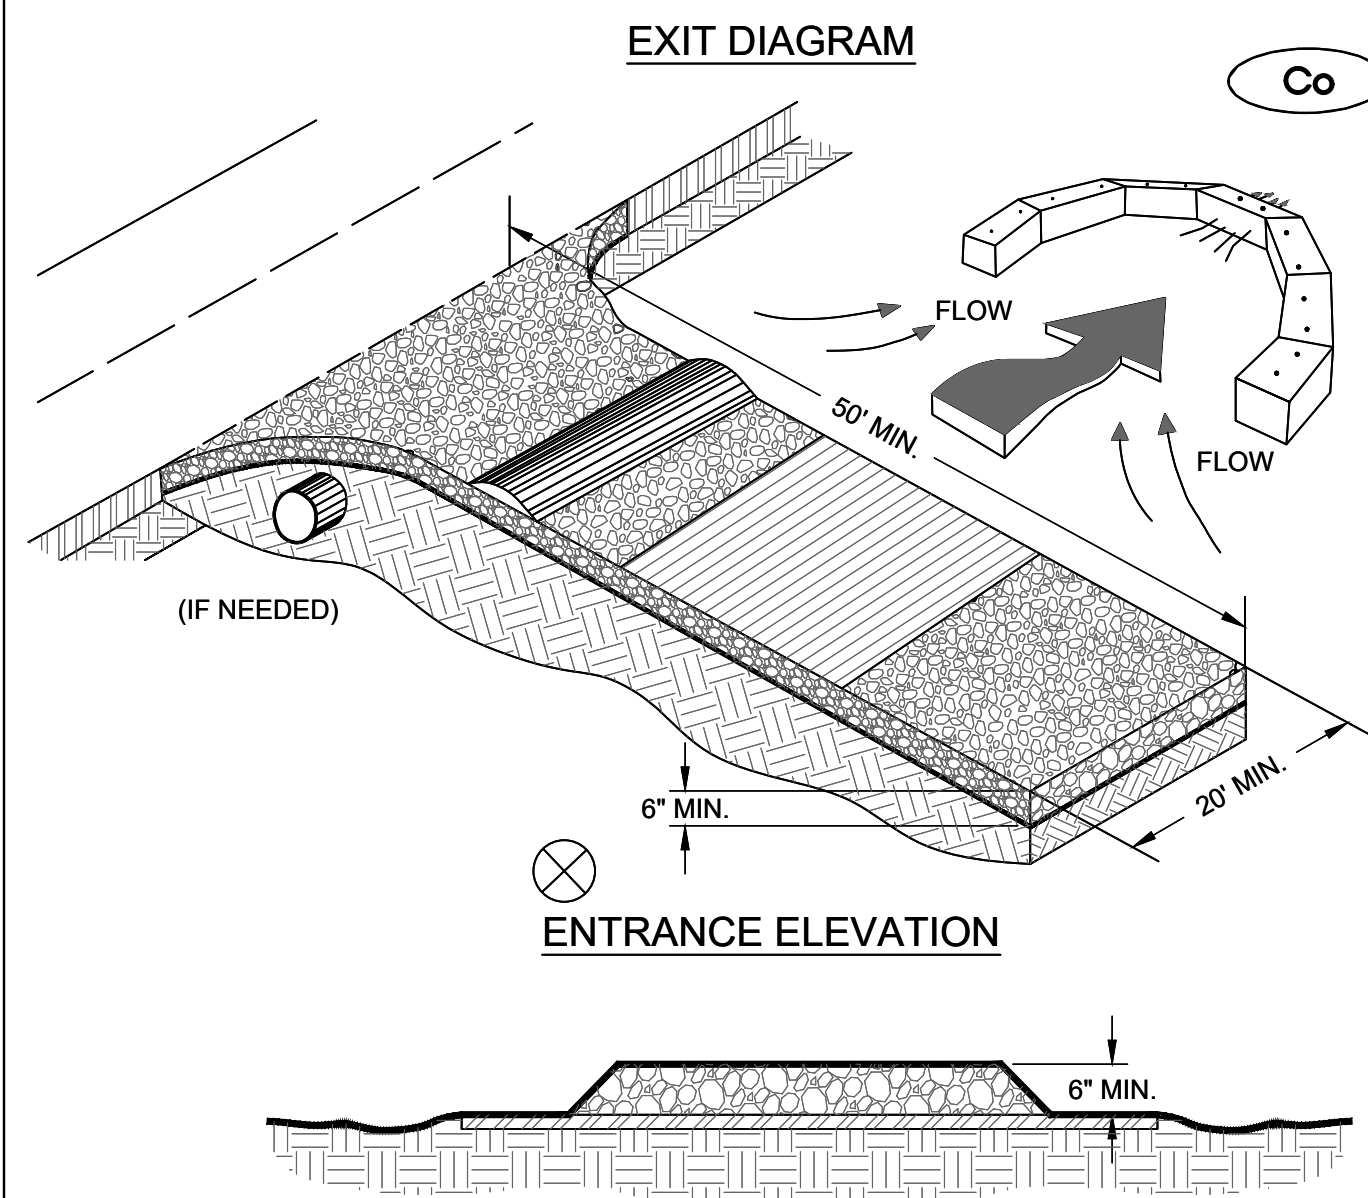 EXIT DIAGRAM
Co
FLOW
50' MIN.
FLOW
(IF NEEDED)
6" MIN.
20' MIN.
ENTRANCE ELEVATION
6" MIN.